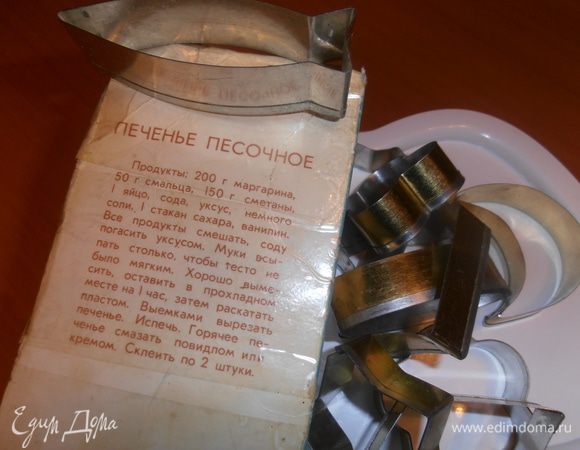 ПЕЧЕНЬЕ ПЕСОЧНОЕ
Продукты: 200 г маргарина,
50 г смальца, 150 г сметаны,
1 яйцо, сода, уксус, немного
соли, 1 стакан сахара, ванилин.
Все продукты смешать, соду
погасить уксусом. Муки всы-
пать столько, чтобы тесто не
было мягким. Хорошо выме-
сить, оставить в прохладном
месте на 1 час, затем раскатать
пластом. Выемками вырезать
печенье. Испечь. Горячее пе-
ченье смазать повидлом или
кремом. Склеить по 2 штуки.
Едим Дома
www.edimdoma.ru